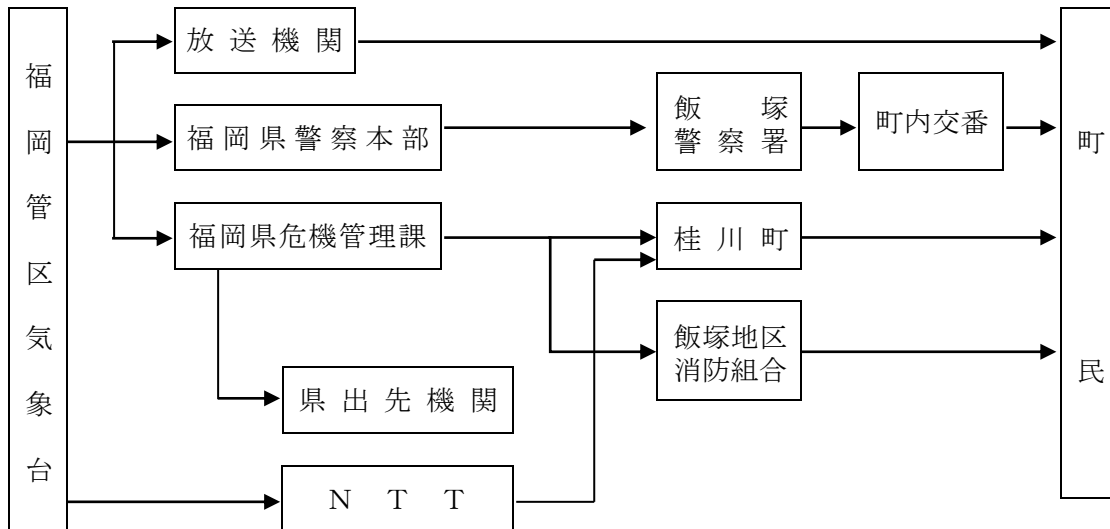 福岡管区気象台
放送機関
福岡県警察本部
飯塚
警察署
町内交番
福岡県危機管理課
桂川町
飯塚地区
消防組合
県出先機関
NTT
町民